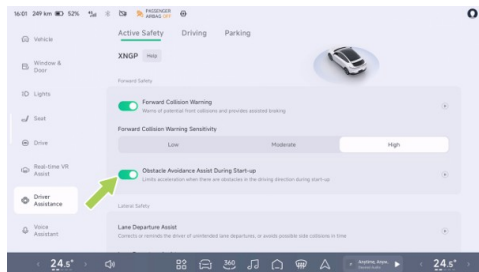 16:01 249 km 52% PASSENGER AIRBAG OFF
Active Safety Driving Parking
Vehicle
XNGP Help
Window & Door
Forward Safety
Lights
Forward Collision Warning
Warns of potential front collisions and provides assisted braking
Seat
Forward Collision Warning Sensitivity
Low Moderate High
Drive
Real-time VR Assist
Obstacle Avoidance Assist During Start-up
Limits acceleration when there are obstacles in the driving direction during start-up
Driver Assistance
Lateral Safety
Lane Departure Assist
Corrects or reminds the driver of unintended lane departures, or avoids possible side collisions in time
Voice Assistant
24.5° 360 24.5°